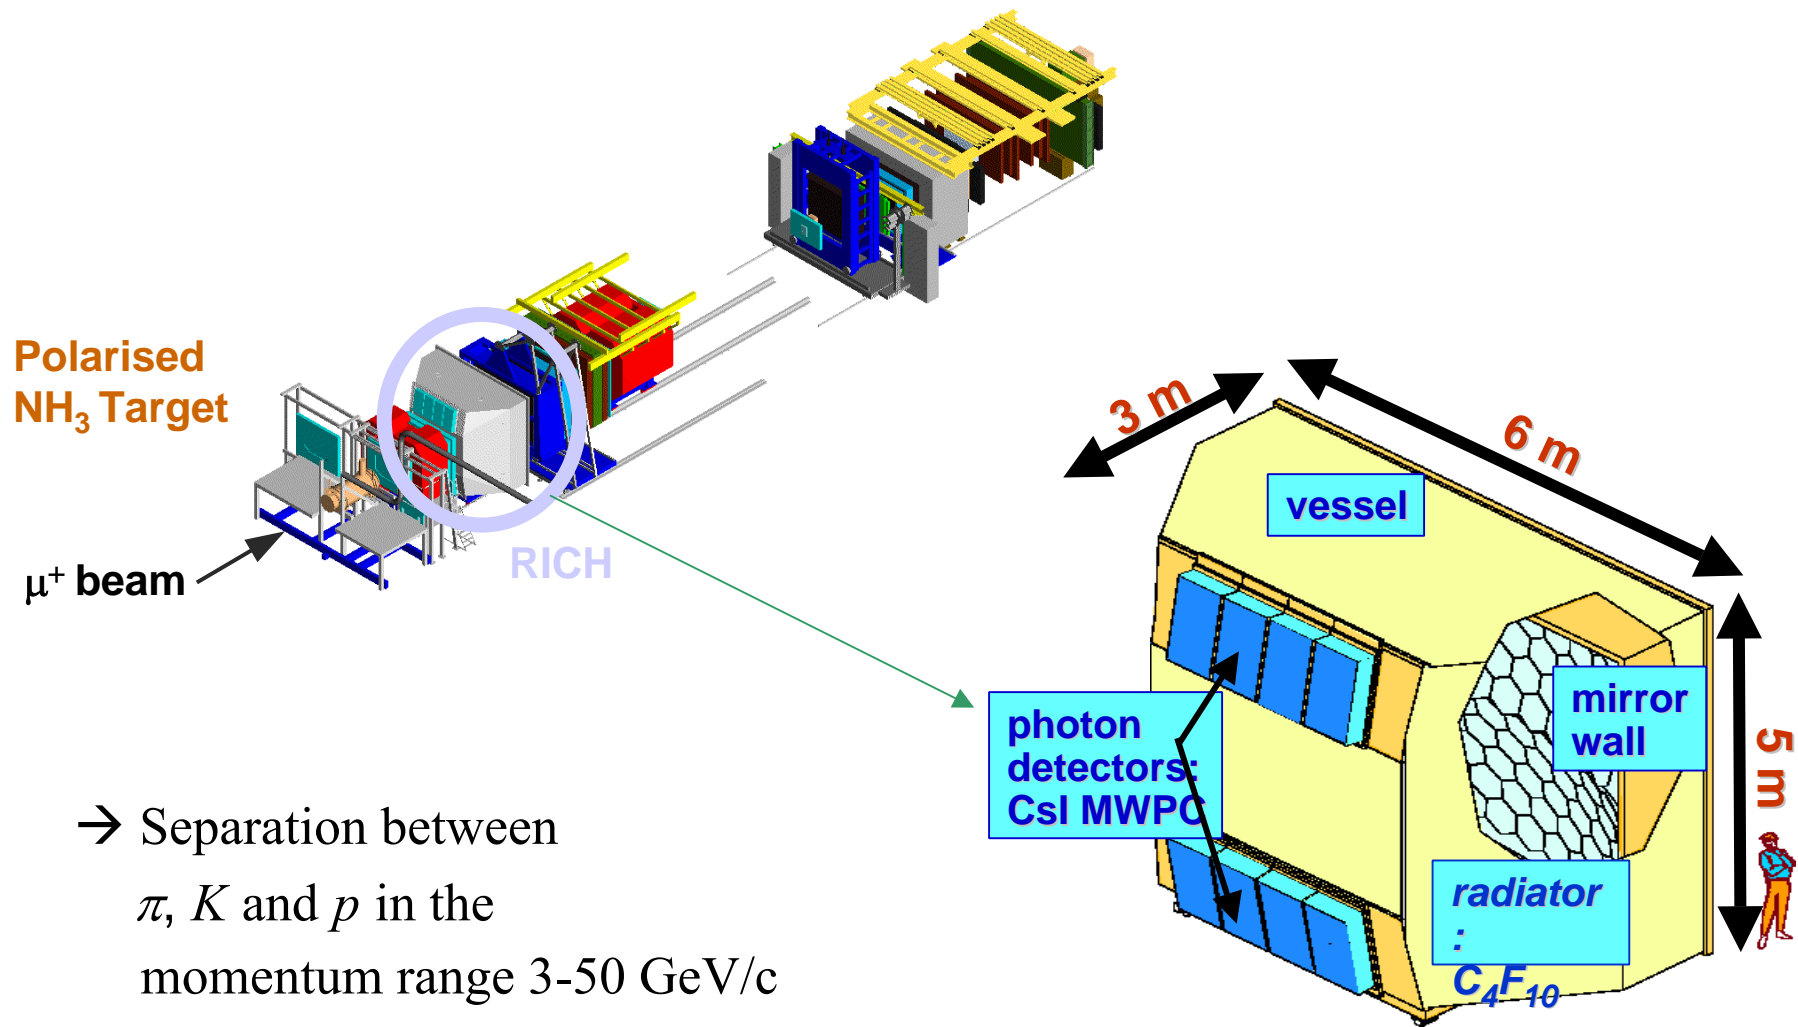 Polarised
NH₃ Target
μ⁺ beam
RICH
3 m
6 m
vessel
photon
detectors:
CsI MWPC
mirror
wall
5 m
radiator
:
C₄F₁₀
→ Separation between
π, K and p in the
momentum range 3-50 GeV/c